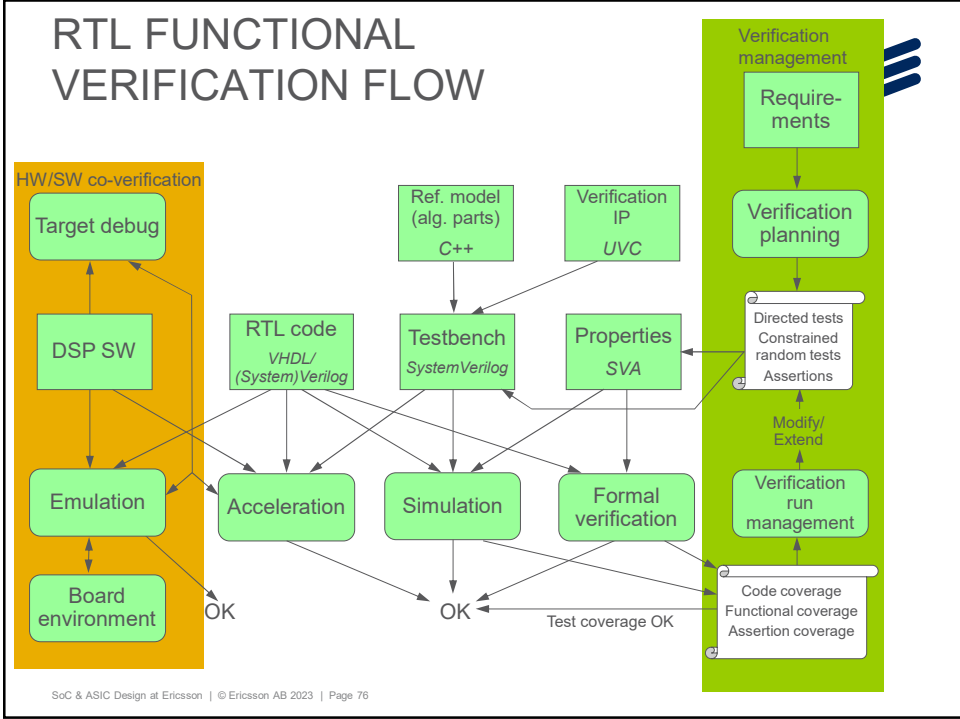 RTL FUNCTIONAL
VERIFICATION FLOW
Verification
management
Require-
ments
HW/SW co-verification
Target debug
Ref. model
(alg. parts)
C++
Verification
IP
UVC
Verification
planning
DSP SW
RTL code
VHDL/
(System)Verilog
Testbench
SystemVerilog
Properties
SVA
Directed tests
Constrained
random tests
Assertions
Modify/
Extend
Emulation
Acceleration
Simulation
Formal
verification
Verification
run
management
Board
environment
OK
OK
Test coverage OK
Code coverage
Functional coverage
Assertion coverage
SoC & ASIC Design at Ericsson | © Ericsson AB 2023 | Page 76